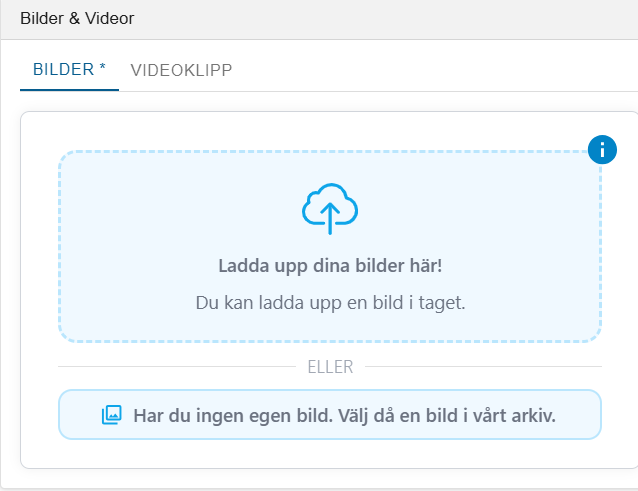 Bilder & Videor
BILDER *
VIDEOKLIPP
i
Ladda upp dina bilder här!
Du kan ladda upp en bild i taget.
ELLER
Har du ingen egen bild. Välj då en bild i vårt arkiv.